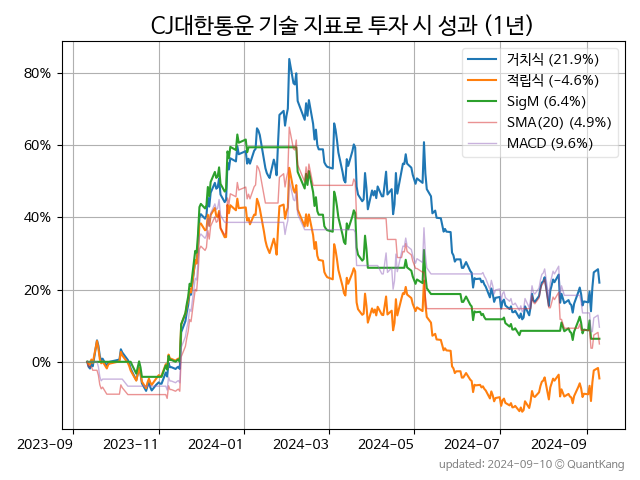 CJ대한통운 기술 지표로 투자 시 성과 (1년)
거치식 (21.9%)
적립식 (-4.6%)
SigM (6.4%)
SMA(20) (4.9%)
MACD (9.6%)
80%
60%
40%
20%
0%
2023-09 2023-11 2024-01 2024-03 2024-05 2024-07 2024-09
updated: 2024-09-10 © QuantKang